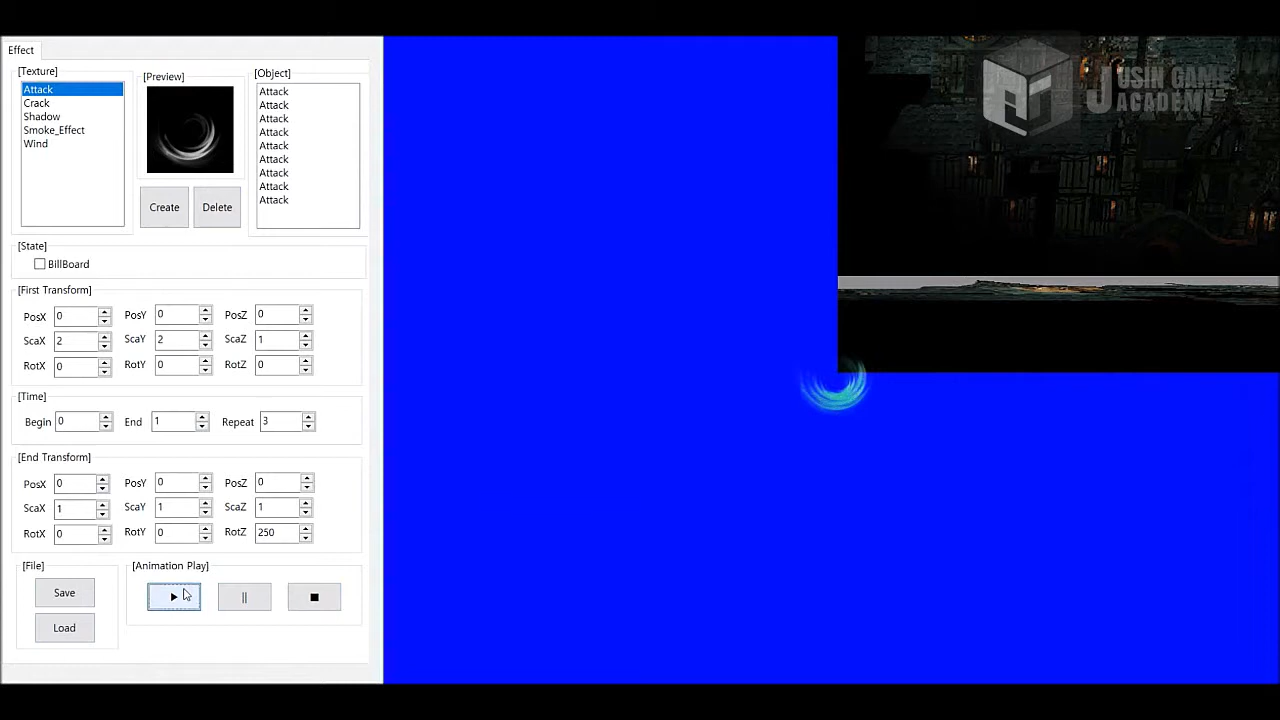 Effect
[Texture]
Attack
Crack
Shadow
Smoke_Effect
Wind
[Preview]
Create
Delete
[Object]
Attack
Attack
Attack
Attack
Attack
Attack
Attack
Attack
Attack
[State]
BillBoard
[First Transform]
PosX 0 PosY 0 PosZ 0
ScaX 2 ScaY 2 ScaZ 1
RotX 0 RotY 0 RotZ 0
[Time]
Begin 0 End 1 Repeat 3
[End Transform]
PosX 0 PosY 0 PosZ 0
ScaX 1 ScaY 1 ScaZ 1
RotX 0 RotY 0 RotZ 250
[File]
Save
Load
[Animation Play]
JUSIN GAME
ACADEMY